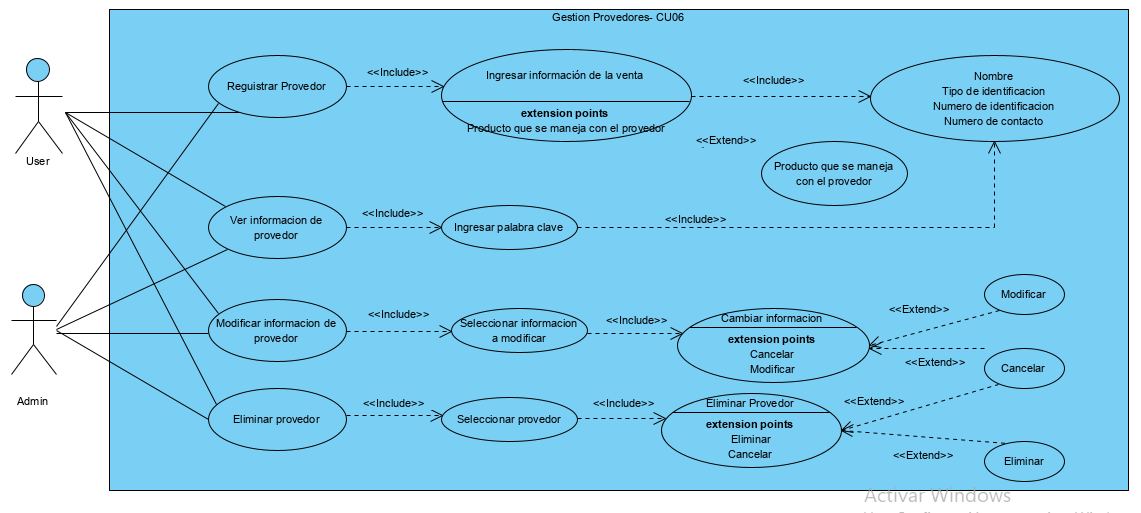 Gestion Provedores- CU06
User
Admin
Reguistrar Provedor
<<Include>>
Ingresar información de la venta
extension points
Producto que se maneja con el provedor
<<Include>>
Nombre
Tipo de identificacion
Numero de identificacion
Numero de contacto
<<Extend>>
Producto que se maneja
con el provedor
Ver informacion de
provedor
<<Include>>
Ingresar palabra clave
<<Include>>
Modificar informacion de
provedor
<<Include>>
Seleccionar informacion
a modificar
<<Include>>
Cambiar informacion
extension points
Cancelar
Modificar
<<Extend>>
Modificar
<<Extend>>
Cancelar
Eliminar provedor
<<Include>>
Seleccionar provedor
<<Include>>
Eliminar Provedor
extension points
Eliminar
Cancelar
<<Extend>>
<<Extend>>
Eliminar
Activar Windows